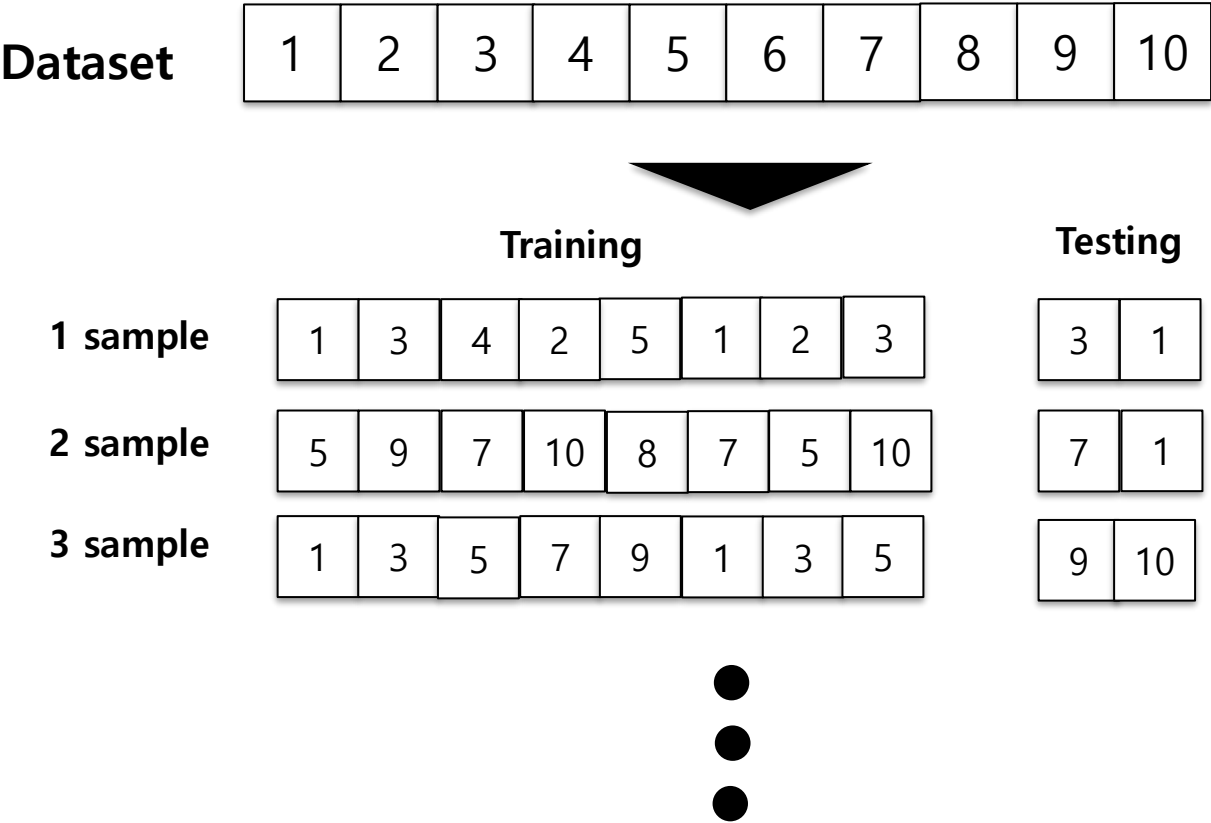 Dataset 1 2 3 4 5 6 7 8 9 10
Training Testing
1 sample 1 3 4 2 5 1 2 3 3 1
2 sample 5 9 7 10 8 7 5 10 7 1
3 sample 1 3 5 7 9 1 3 5 9 10